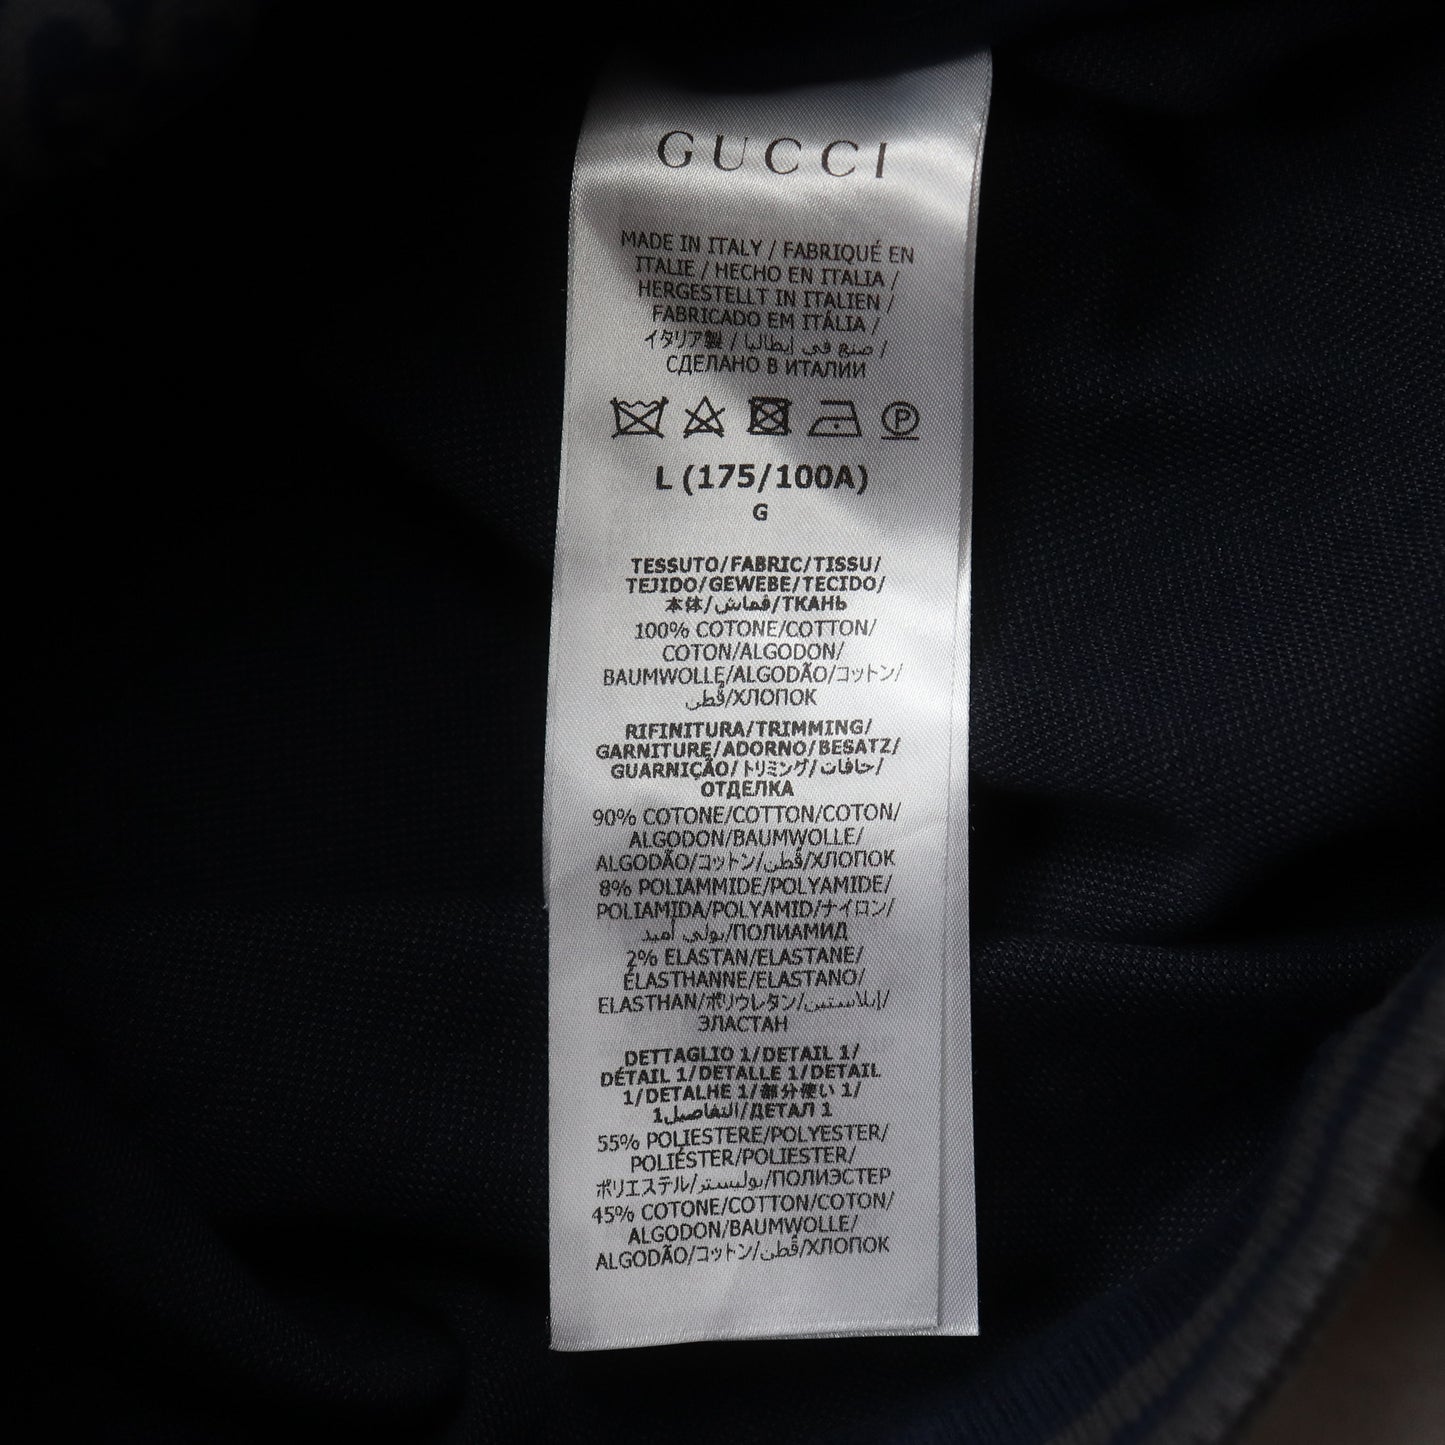 GUCCI
MADE IN ITALY / FABRIQUÉ EN
ITALIE / HECHO EN ITALIA /
HERGESTELLT IN ITALIEN /
FABRICADO EM ITÁLIA /
イタリア製 / صنع في إيطاليا /
СДЕЛАНО В ИТАЛИИ
P
L (175/100A)
G
TESSUTO/FABRIC/TISSU/
TEJIDO/GEWEBE/TECIDO/
本体/قماش/ТКАНЬ
100% COTONE/COTTON/
COTON/ALGODON/
BAUMWOLLE/ALGODÃO/コットン/
قُطن/ХЛОПОК
RIFINITURA/TRIMMING/
GARNITURE/ADORNO/BESATZ/
GUARNIÇÃO/トリミング/حافات/
ОТДЕЛКА
90% COTONE/COTTON/COTON/
ALGODON/BAUMWOLLE/
ALGODÃO/コットン/قُطن/ХЛОПОК
8% POLIAMMIDE/POLYAMIDE/
POLIAMIDA/POLYAMID/ナイロン/
بولي أميد/ПОЛИАМИД
2% ELASTAN/ELASTANE/
ÉLASTHANNE/ELASTANO/
ELASTHAN/ポリウレタン/إيلاستين/
ЭЛАСТАН
DETTAGLIO 1/DETAIL 1/
DÉTAIL 1/DETALLE 1/DETAIL
1/DETALHE 1/部分使い 1/
التفاصيل1/ДЕТАЛ 1
55% POLIESTERE/POLYESTER/
POLIÉSTER/POLIESTER/
ポリエステル/بوليستر/ПОЛИЭСТЕР
45% COTONE/COTTON/COTON/
ALGODON/BAUMWOLLE/
ALGODÃO/コットン/قُطن/ХЛОПОК